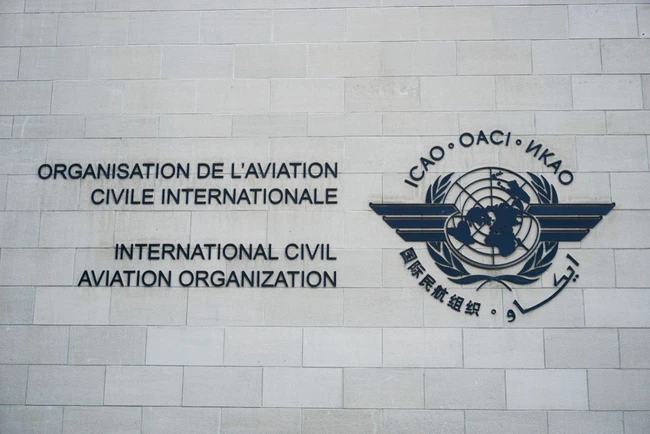 ORGANISATION DE L'AVIATION
CIVILE INTERNATIONALE
INTERNATIONAL CIVIL
AVIATION ORGANIZATION
ICAO · OACI · ИКАО
国际民航组织 · ايكاو